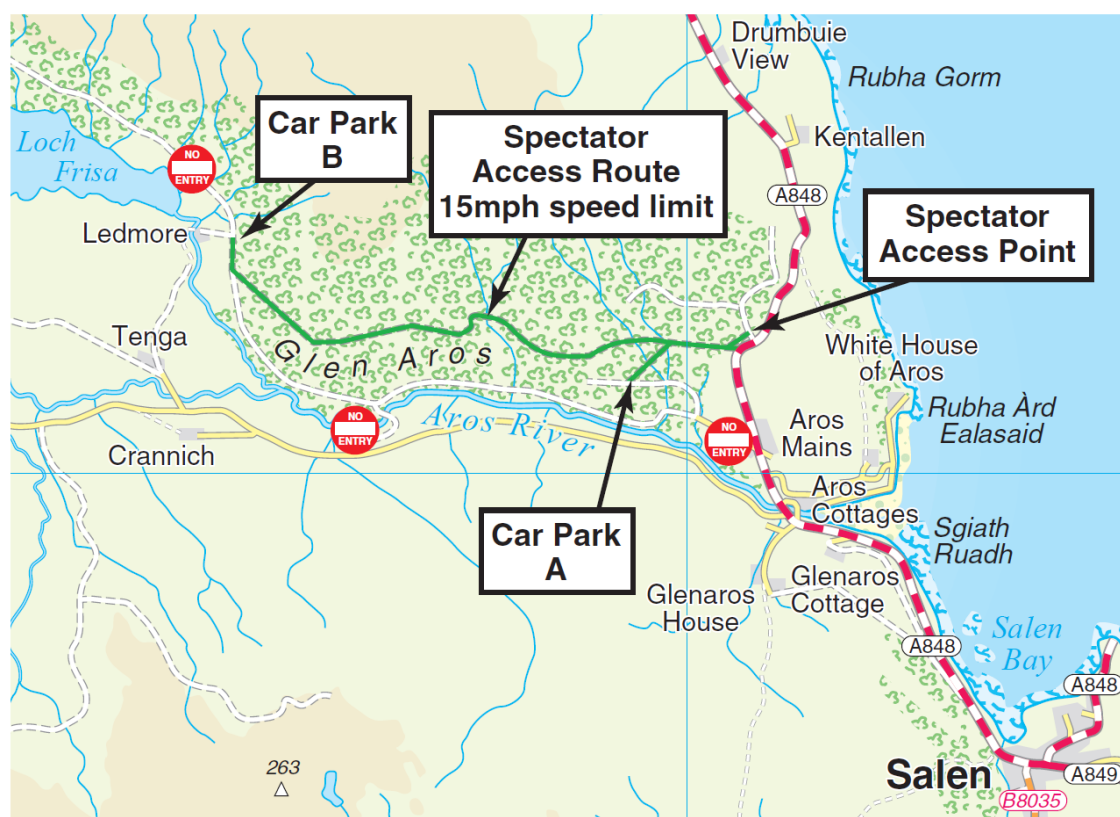 Drumbuie
View
Rubha Gorm
Car Park
B
Spectator
Access Route
15mph speed limit
Loch
Frisa
NO
ENTRY
Kentallen
A848
Spectator
Access Point
Ledmore
Tenga
Glen Aros
White House
of Aros
Rubha Àrd
Ealasaid
NO
ENTRY
Aros River
NO
ENTRY
Aros
Mains
Crannich
Aros
Cottages
Car Park
A
Sgiath
Ruadh
Glenaros
House
Glenaros
Cottage
A848
Salen
Bay
A848
263
Salen
A849
B8035